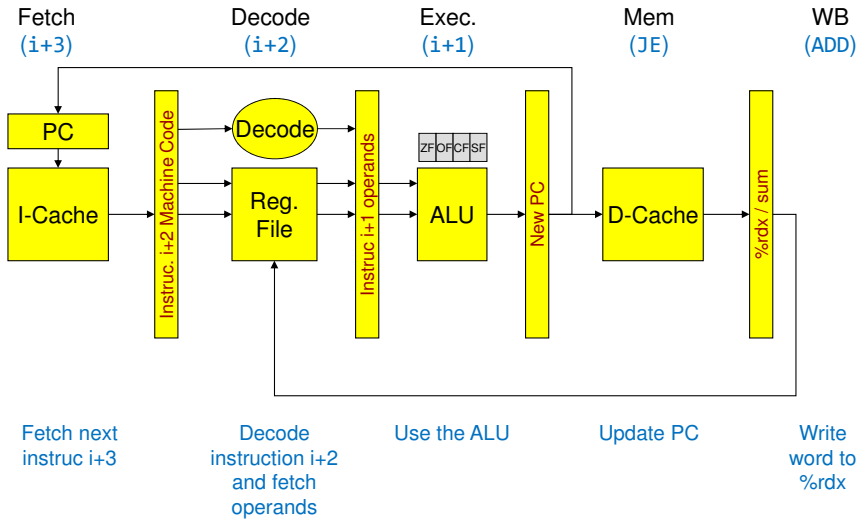 Fetch
(i+3)
Decode
(i+2)
Exec.
(i+1)
Mem
(JE)
WB
(ADD)
PC
I-Cache
Instruc. i+2 Machine Code
Decode
Reg.
File
Instruc i+1 operands
ZF OF CF SF
ALU
New PC
D-Cache
%rdx / sum
Fetch next
instruc i+3
Decode
instruction i+2
and fetch
operands
Use the ALU
Update PC
Write
word to
%rdx